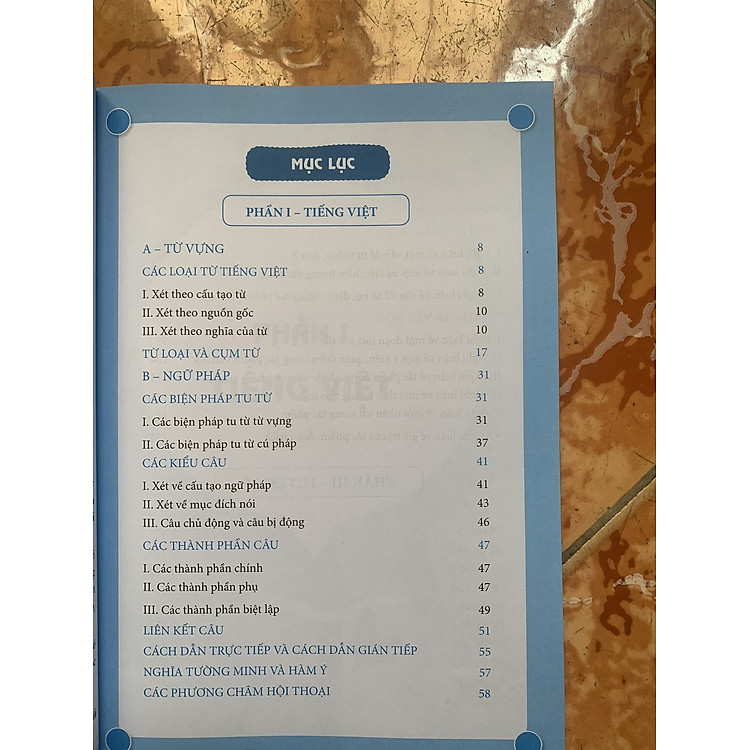 MỤC LỤC
PHẦN I – TIẾNG VIỆT
A – TỪ VỰNG 8
CÁC LOẠI TỪ TIẾNG VIỆT 8
I. Xét theo cấu tạo từ 8
II. Xét theo nguồn gốc 10
III. Xét theo nghĩa của từ 10
TỪ LOẠI VÀ CỤM TỪ 17
B – NGỮ PHÁP 31
CÁC BIỆN PHÁP TU TỪ 31
I. Các biện pháp tu từ từ vựng 31
II. Các biện pháp tu từ cú pháp 37
CÁC KIỂU CÂU 41
I. Xét về cấu tạo ngữ pháp 41
II. Xét về mục đích nói 43
III. Câu chủ động và câu bị động 46
CÁC THÀNH PHẦN CÂU 47
I. Các thành phần chính 47
II. Các thành phần phụ 47
III. Các thành phần biệt lập 49
LIÊN KẾT CÂU 51
CÁCH DẪN TRỰC TIẾP VÀ CÁCH DẪN GIÁN TIẾP 55
NGHĨA TƯỜNG MINH VÀ HÀM Ý 57
CÁC PHƯƠNG CHÂM HỘI THOẠI 58